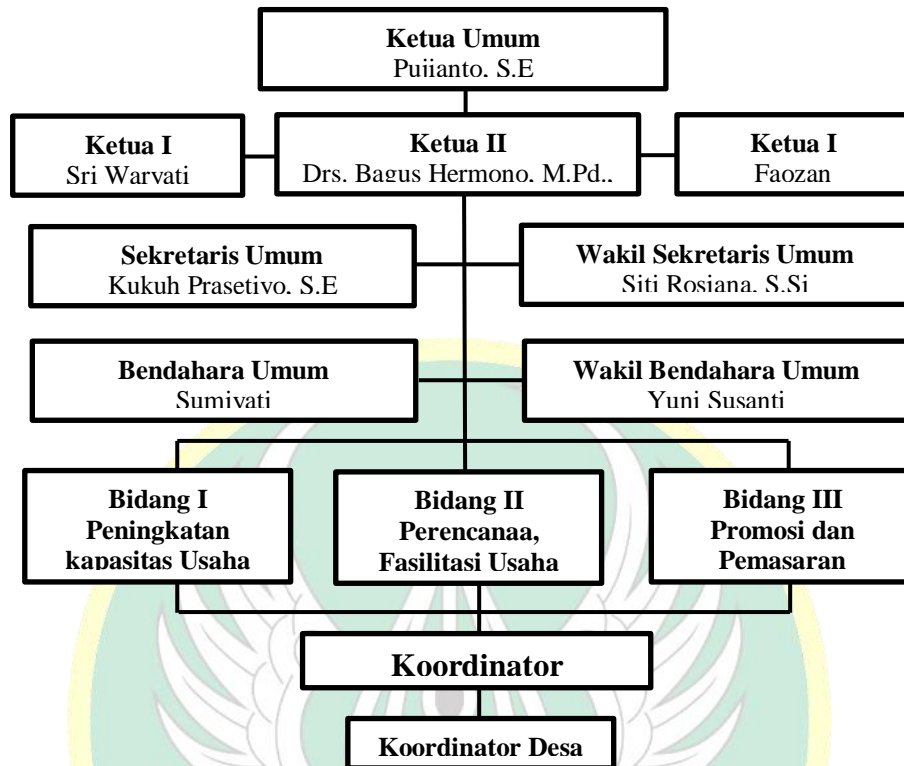 Ketua Umum
Pujianto, S.E
Ketua I
Sri Waryati
Ketua II
Drs. Bagus Hermono, M.Pd.,
Ketua I
Faozan
Sekretaris Umum
Kukuh Prasetiyo, S.E
Wakil Sekretaris Umum
Siti Rosiana, S.Si
Bendahara Umum
Sumiyati
Wakil Bendahara Umum
Yuni Susanti
Bidang I
Peningkatan
kapasitas Usaha
Bidang II
Perencanaa,
Fasilitasi Usaha
Bidang III
Promosi dan
Pemasaran
Koordinator
Koordinator Desa